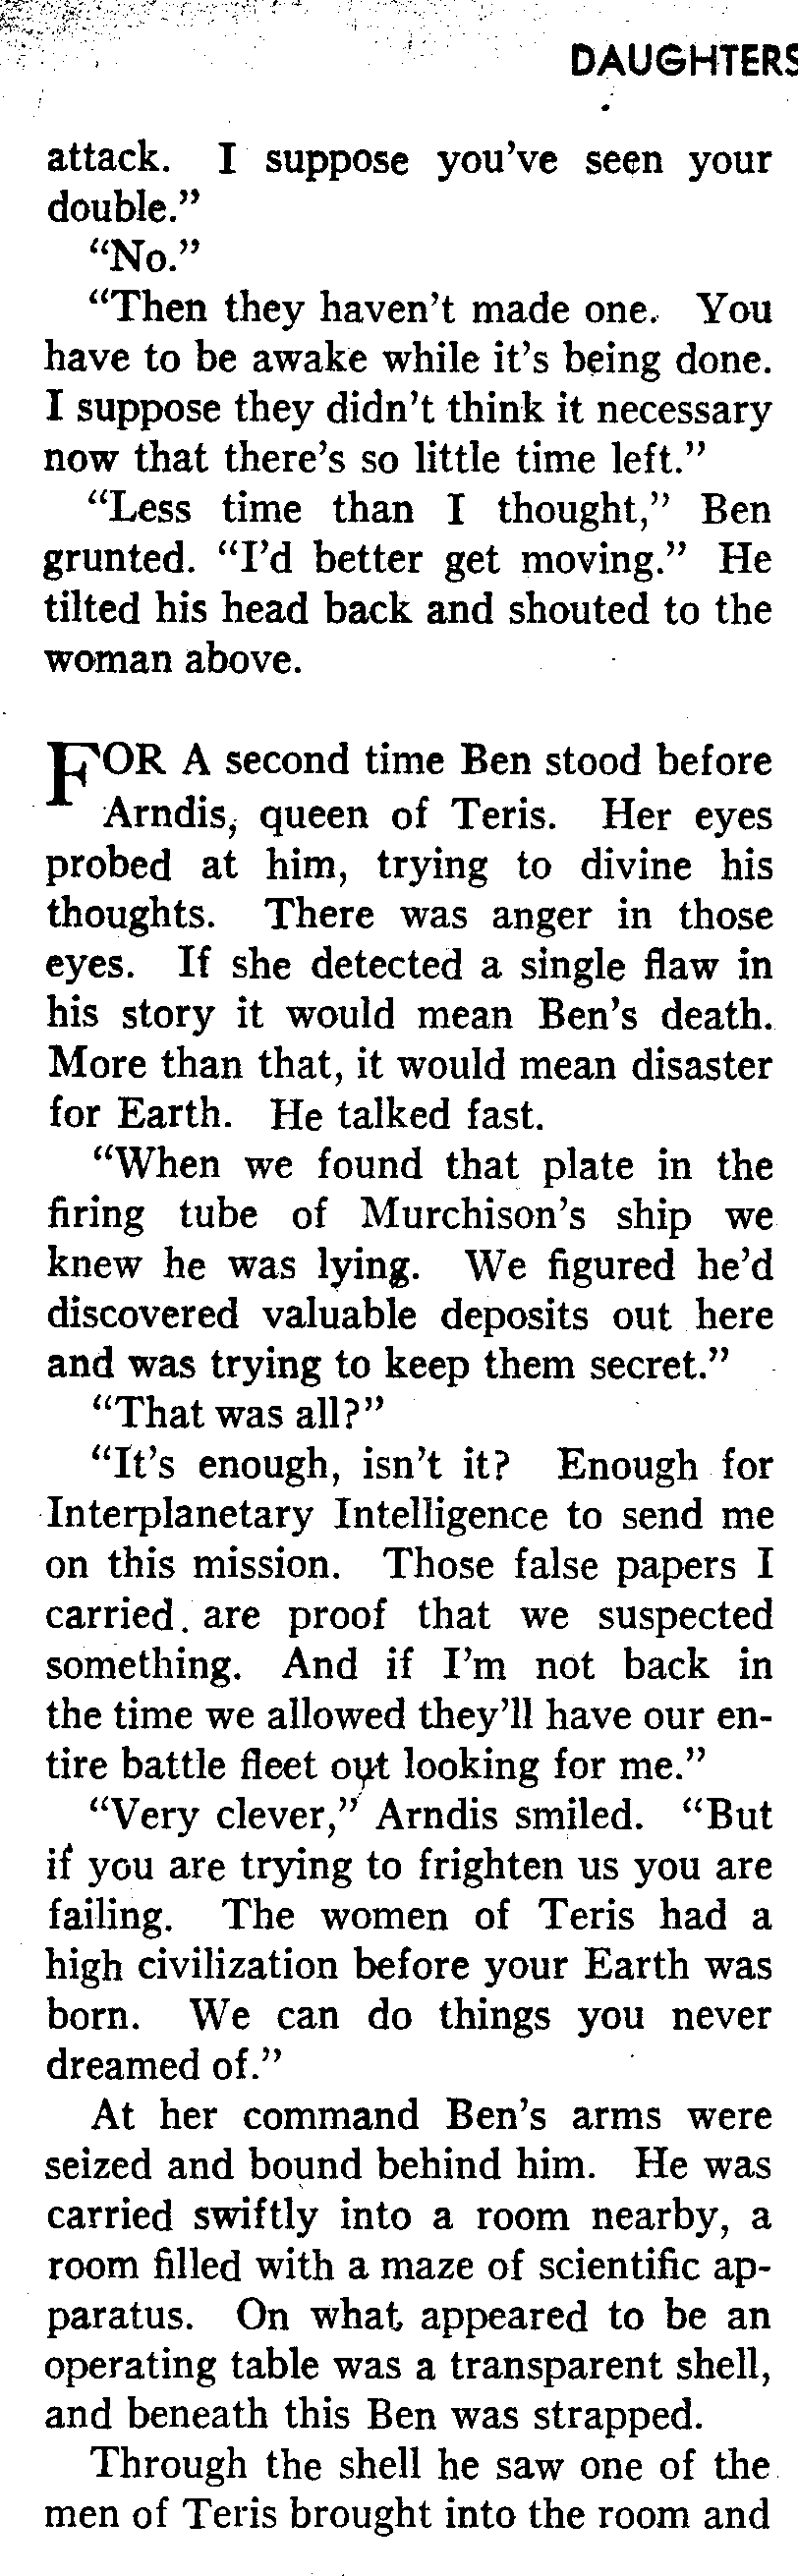 DAUGHTERS
attack. I suppose you've seen your
double.”
“No.”
“Then they haven't made one. You
have to be awake while it's being done.
I suppose they didn't think it necessary
now that there's so little time left.”
“Less time than I thought,” Ben
grunted. “I'd better get moving.” He
tilted his head back and shouted to the
woman above.
FOR A second time Ben stood before
Arndis, queen of Teris. Her eyes
probed at him, trying to divine his
thoughts. There was anger in those
eyes. If she detected a single flaw in
his story it would mean Ben's death.
More than that, it would mean disaster
for Earth. He talked fast.
“When we found that plate in the
firing tube of Murchison's ship we
knew he was lying. We figured he'd
discovered valuable deposits out here
and was trying to keep them secret.”
“That was all?”
“It's enough, isn't it? Enough for
Interplanetary Intelligence to send me
on this mission. Those false papers I
carried are proof that we suspected
something. And if I'm not back in
the time we allowed they'll have our en-
tire battle fleet out looking for me.”
“Very clever,” Arndis smiled. “But
if you are trying to frighten us you are
failing. The women of Teris had a
high civilization before your Earth was
born. We can do things you never
dreamed of.”
At her command Ben's arms were
seized and bound behind him. He was
carried swiftly into a room nearby, a
room filled with a maze of scientific ap-
paratus. On what appeared to be an
operating table was a transparent shell,
and beneath this Ben was strapped.
Through the shell he saw one of the
men of Teris brought into the room and